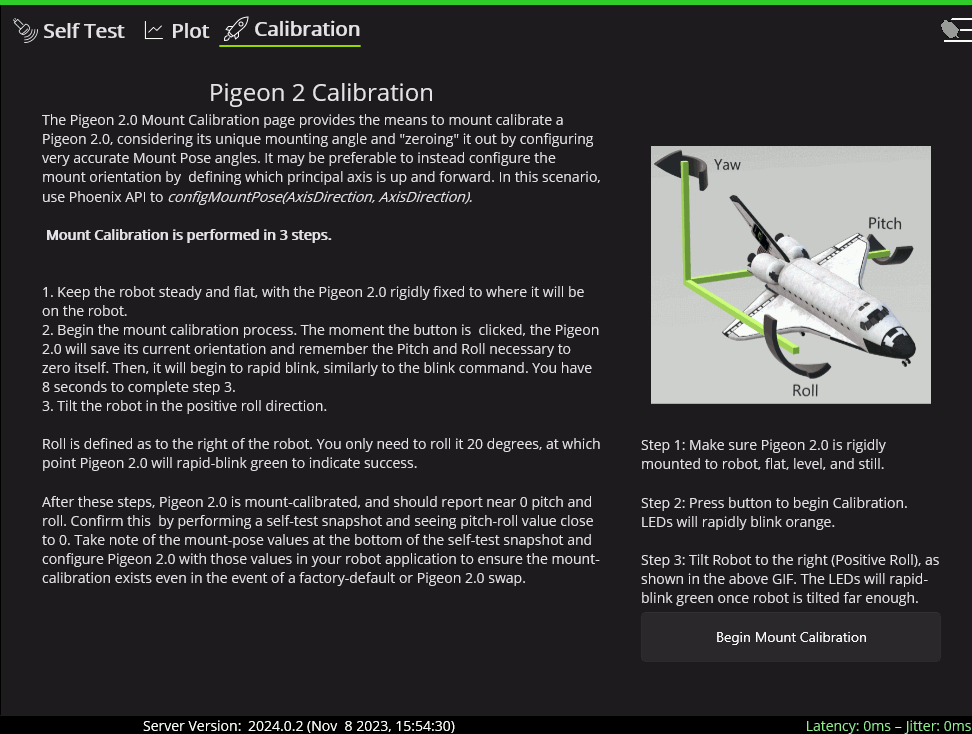 Self Test Plot Calibration
Pigeon 2 Calibration
The Pigeon 2.0 Mount Calibration page provides the means to mount calibrate a
Pigeon 2.0, considering its unique mounting angle and "zeroing" it out by configuring
very accurate Mount Pose angles. It may be preferable to instead configure the
mount orientation by  defining which principal axis is up and forward. In this scenario,
use Phoenix API to configMountPose(AxisDirection, AxisDirection).
Mount Calibration is performed in 3 steps.
1. Keep the robot steady and flat, with the Pigeon 2.0 rigidly fixed to where it will be
on the robot.
2. Begin the mount calibration process. The moment the button is  clicked, the Pigeon
2.0 will save its current orientation and remember the Pitch and Roll necessary to
zero itself. Then, it will begin to rapid blink, similarly to the blink command. You have
8 seconds to complete step 3.
3. Tilt the robot in the positive roll direction.
Roll is defined as to the right of the robot. You only need to roll it 20 degrees, at which
point Pigeon 2.0 will rapid-blink green to indicate success.
After these steps, Pigeon 2.0 is mount-calibrated, and should report near 0 pitch and
roll. Confirm this  by performing a self-test snapshot and seeing pitch-roll value close
to 0. Take note of the mount-pose values at the bottom of the self-test snapshot and
configure Pigeon 2.0 with those values in your robot application to ensure the mount-
calibration exists even in the event of a factory-default or Pigeon 2.0 swap.
Yaw
Pitch
Roll
Step 1: Make sure Pigeon 2.0 is rigidly
mounted to robot, flat, level, and still.
Step 2: Press button to begin Calibration.
LEDs will rapidly blink orange.
Step 3: Tilt Robot to the right (Positive Roll), as
shown in the above GIF. The LEDs will rapid-
blink green once robot is tilted far enough.
Begin Mount Calibration
Server Version:  2024.0.2 (Nov  8 2023, 15:54:30)
Latency: 0ms – Jitter: 0ms